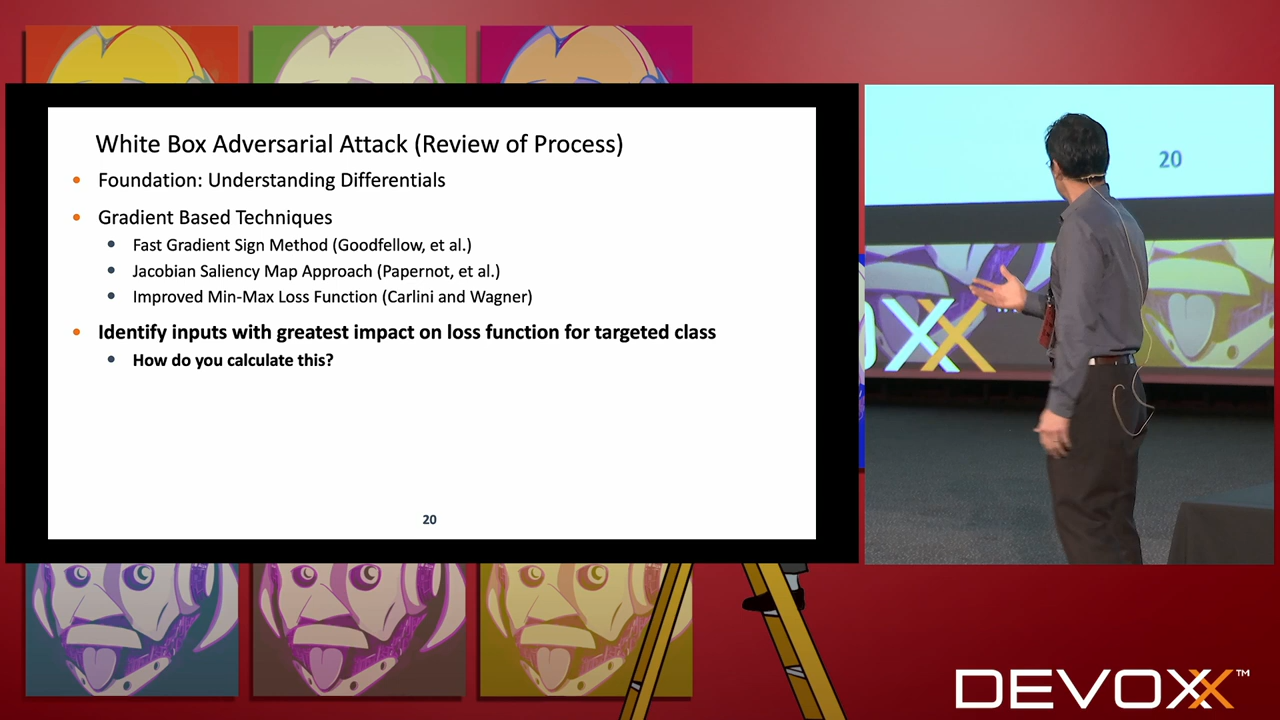 White Box Adversarial Attack (Review of Process)
Foundation: Understanding Differentials
Gradient Based Techniques
Fast Gradient Sign Method (Goodfellow, et al.)
Jacobian Saliency Map Approach (Papernot, et al.)
Improved Min-Max Loss Function (Carlini and Wagner)
Identify inputs with greatest impact on loss function for targeted class
How do you calculate this?
20
20
OXX™
DEVOXX™